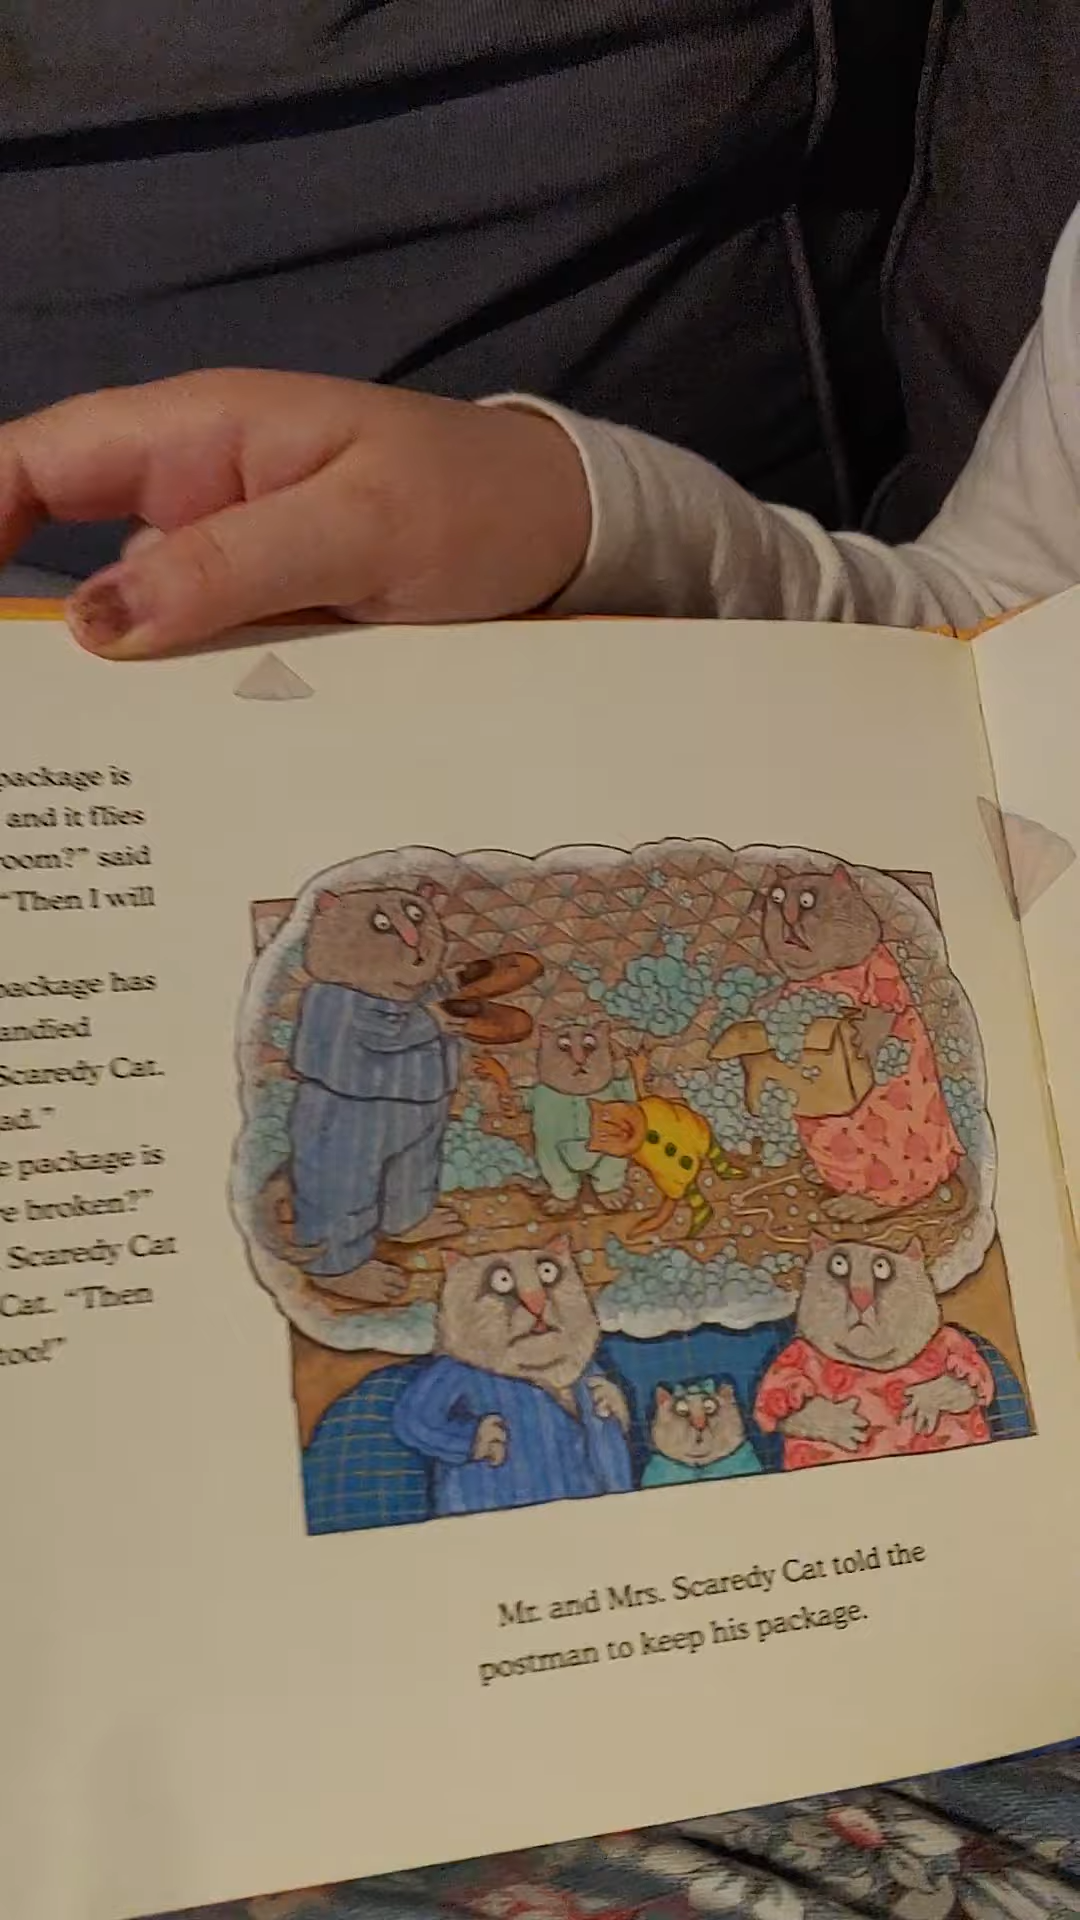 package is
and it flies
room?" said
"Then I will
package has
andied
Scaredy Cat.
ad."
e package is
e broken?"
Scaredy Cat
Cat. "Then
too!"
Mr. and Mrs. Scaredy Cat told the
postman to keep his package.